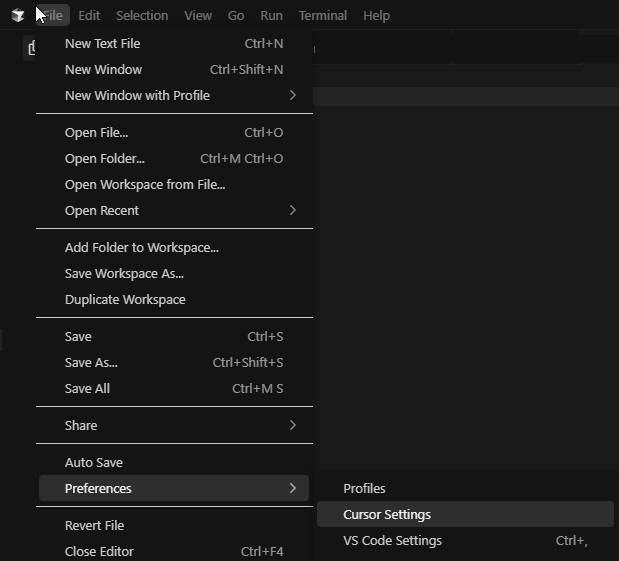 File Edit Selection View Go Run Terminal Help
New Text File Ctrl+N
New Window Ctrl+Shift+N
New Window with Profile
Open File... Ctrl+O
Open Folder... Ctrl+M Ctrl+O
Open Workspace from File...
Open Recent
Add Folder to Workspace...
Save Workspace As...
Duplicate Workspace
Save Ctrl+S
Save As... Ctrl+Shift+S
Save All Ctrl+M S
Share
Auto Save
Preferences
Profiles
Cursor Settings
VS Code Settings Ctrl+,
Revert File
Close Editor Ctrl+F4